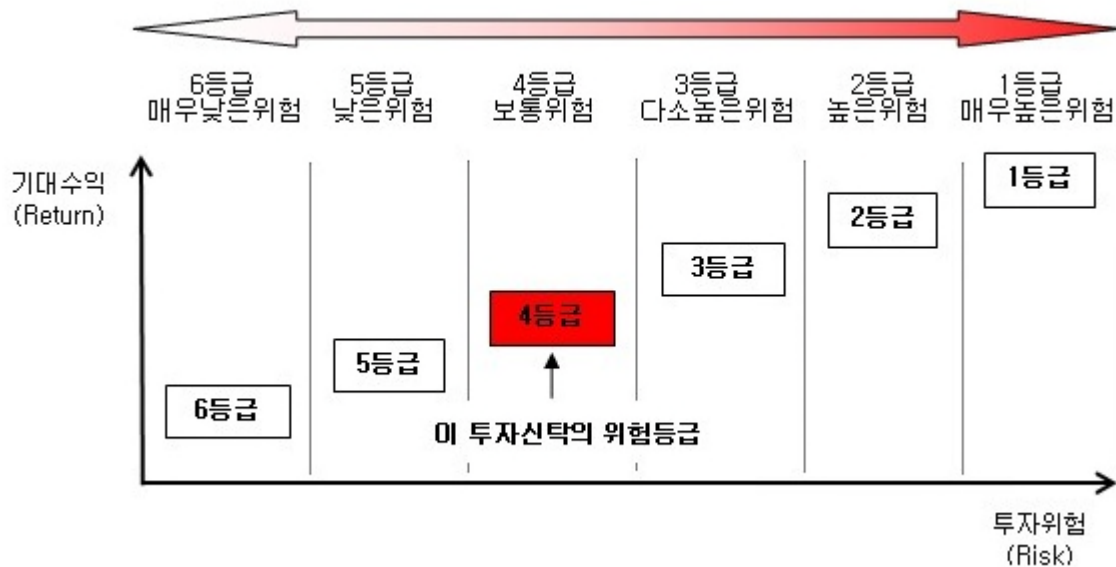 6등급 5등급 4등급 3등급 2등급 1등급
매우낮은위험 낮은위험 보통위험 다소높은위험 높은위험 매우높은위험
기대수익
(Return)
1등급
2등급
3등급
4등급
5등급
6등급
이 투자신탁의 위험등급
투자위험
(Risk)